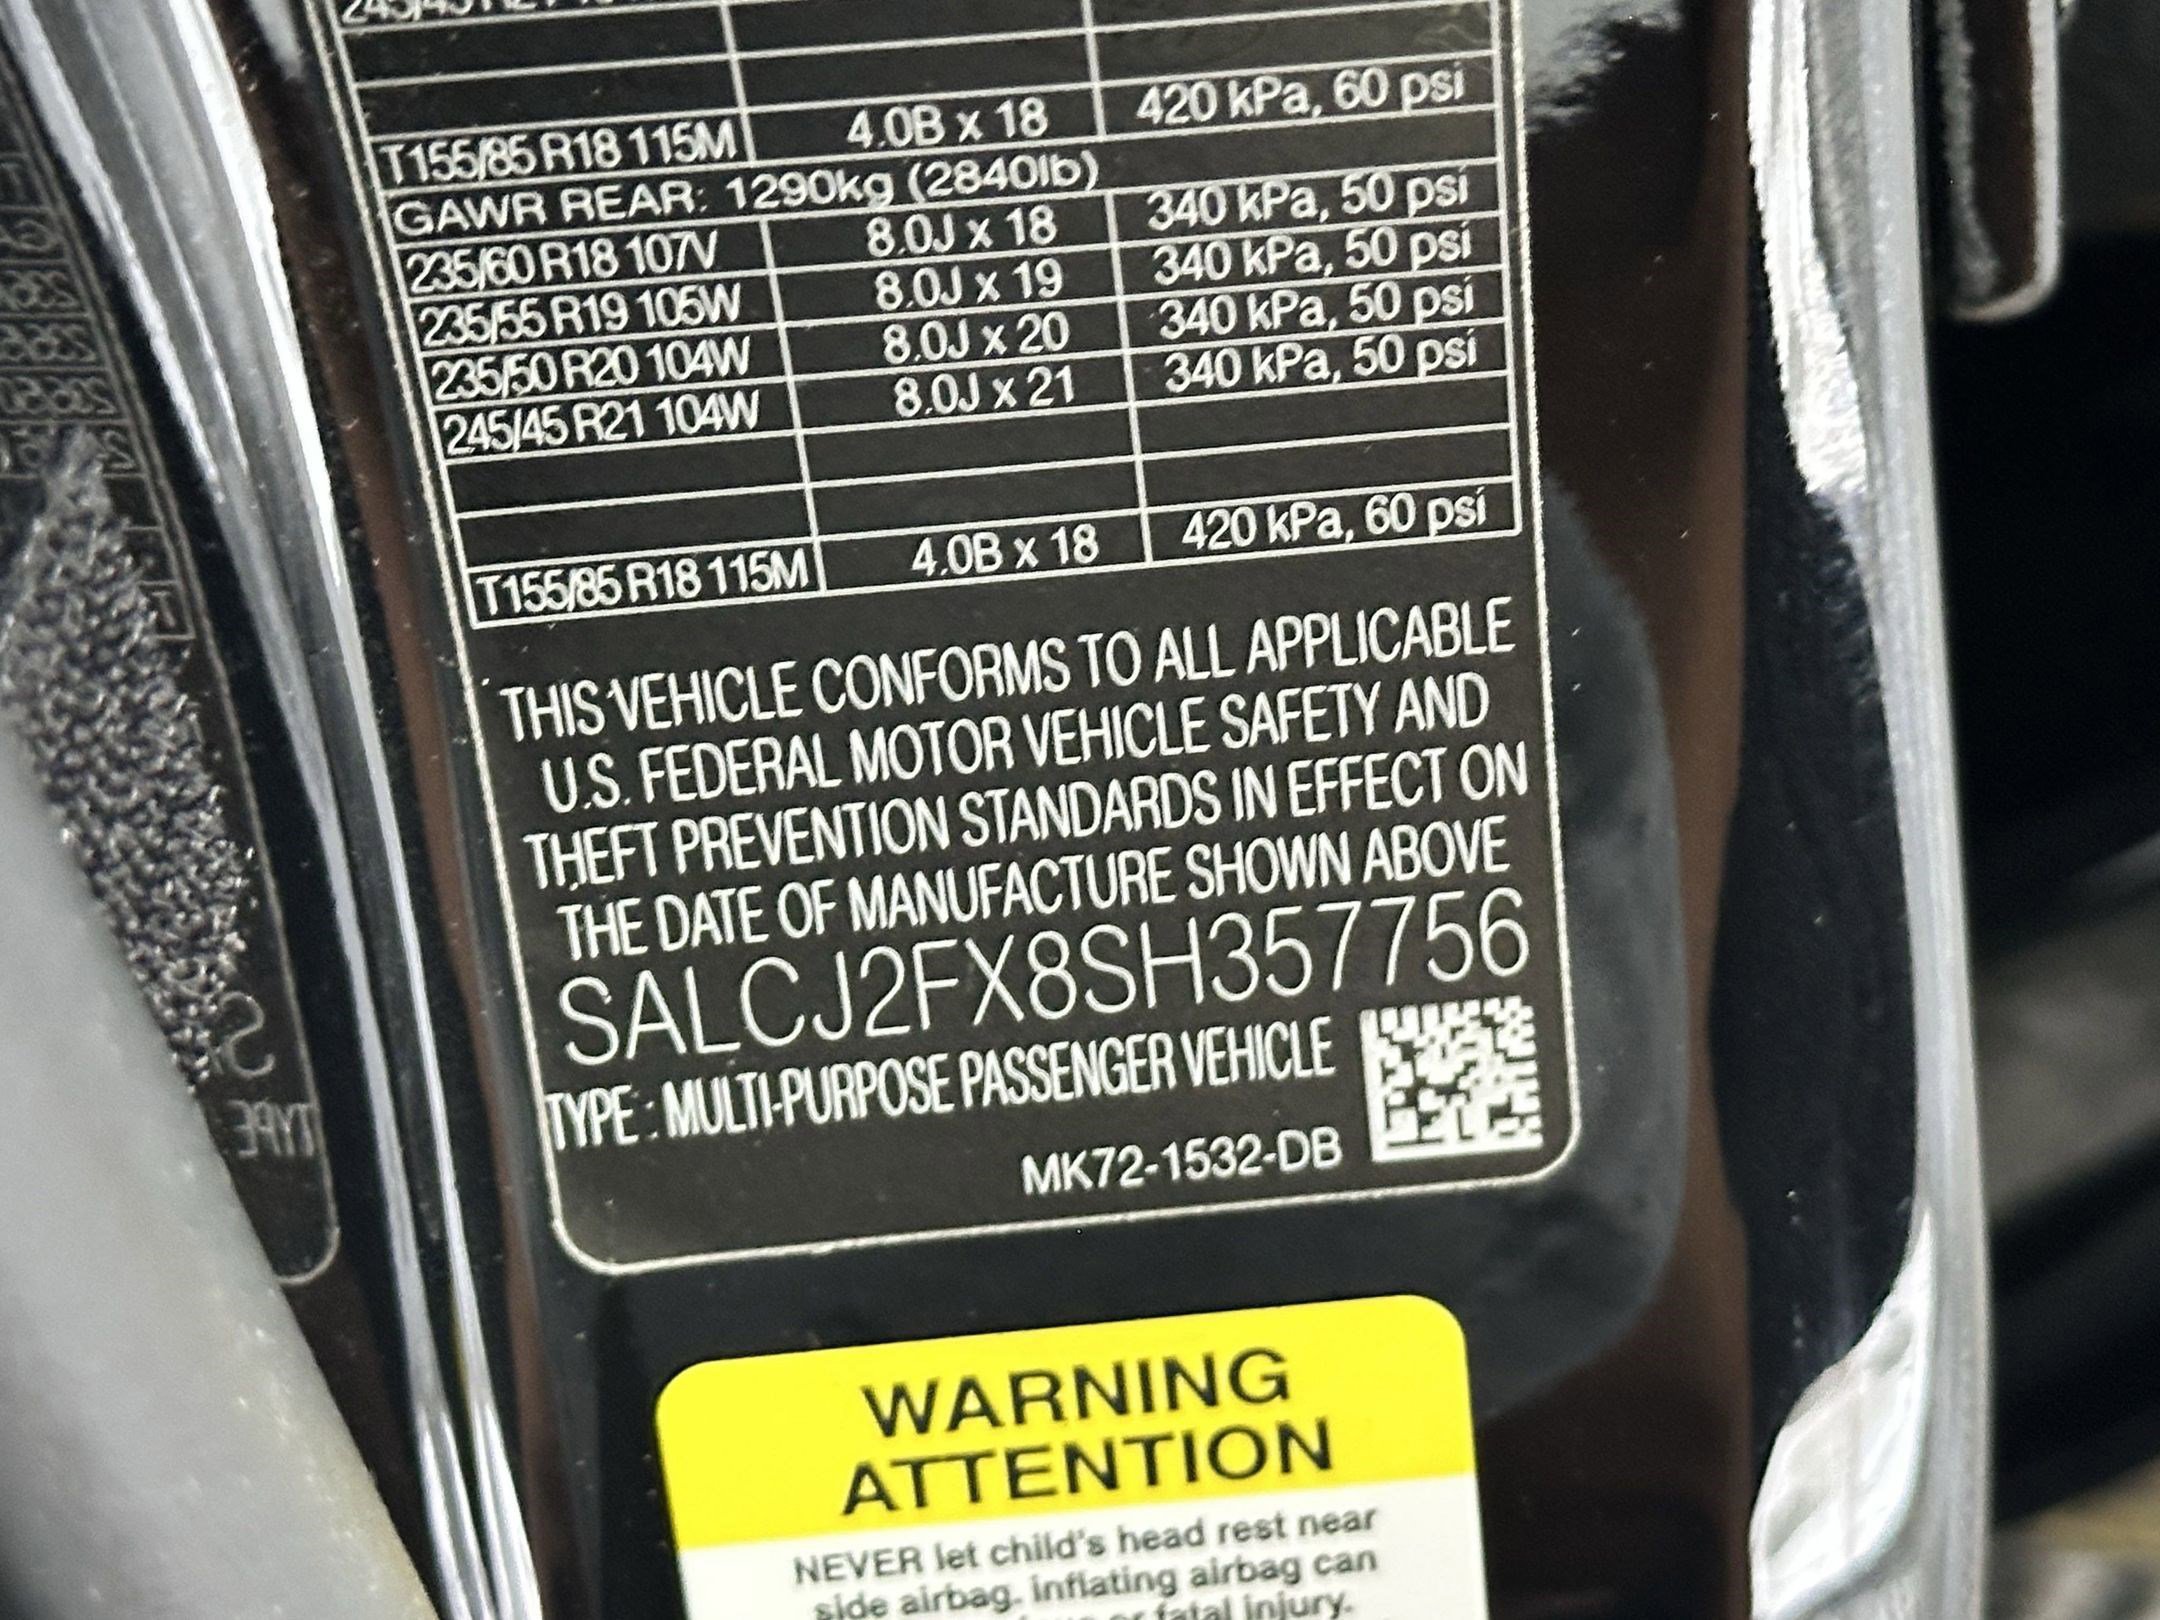 245/45 R21
T155/85 R18 115M 4.0B x 18 420 kPa, 60 psi
GAWR REAR: 1290kg (2840lb)
235/60 R18 107V 8.0J x 18 340 kPa, 50 psi
235/55 R19 105W 8.0J x 19 340 kPa, 50 psi
235/50 R20 104W 8.0J x 20 340 kPa, 50 psi
245/45 R21 104W 8.0J x 21 340 kPa, 50 psi
T155/85 R18 115M 4.0B x 18 420 kPa, 60 psi
THIS VEHICLE CONFORMS TO ALL APPLICABLE
U.S. FEDERAL MOTOR VEHICLE SAFETY AND
THEFT PREVENTION STANDARDS IN EFFECT ON
THE DATE OF MANUFACTURE SHOWN ABOVE
SALCJ2FX8SH357756
TYPE : MULTI-PURPOSE PASSENGER VEHICLE
MK72-1532-DB
WARNING
ATTENTION
NEVER let child's head rest near
side airbag. Inflating airbag can
or fatal injury.